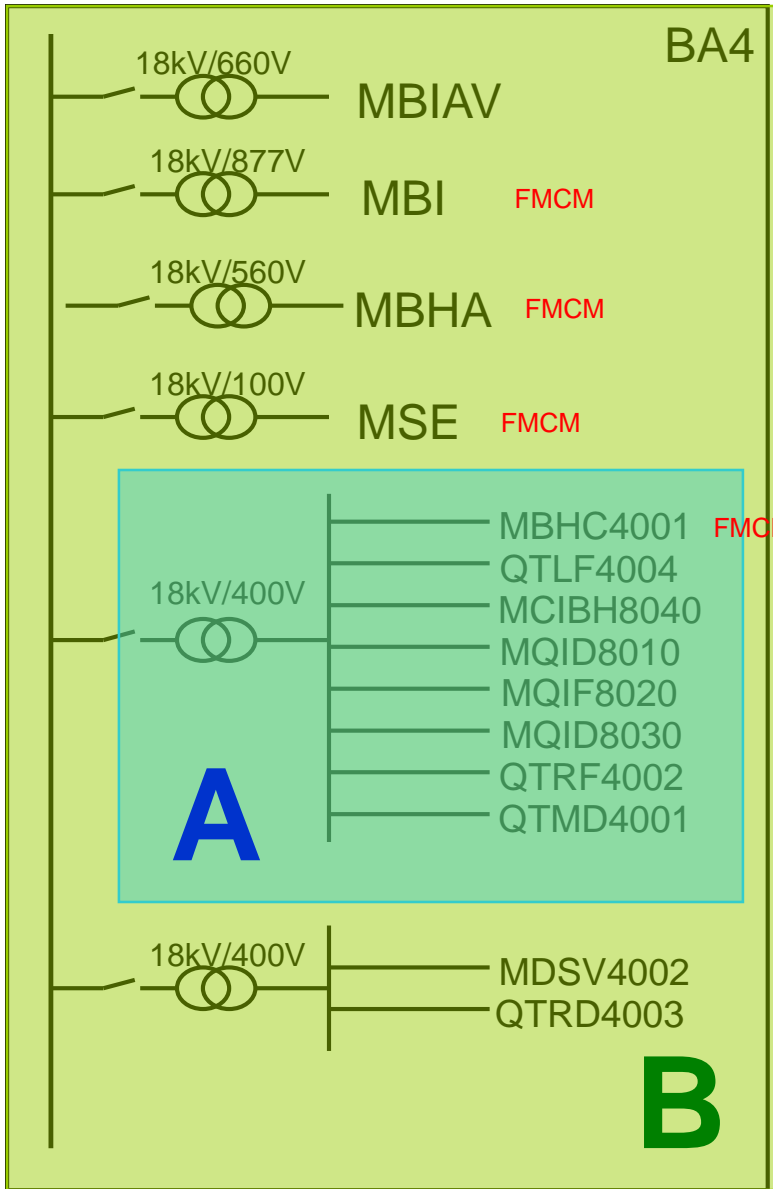 BA4
18kV/660V
MBIAV
18kV/877V
MBI FMCM
18kV/560V
MBHA FMCM
18kV/100V
MSE FMCM
MBHC4001 FMC
QTLF4004
18kV/400V
MCIBH8040
MQID8010
MQIF8020
MQID8030
QTRF4002
QTMD4001
A
18kV/400V
MDSV4002
QTRD4003
B